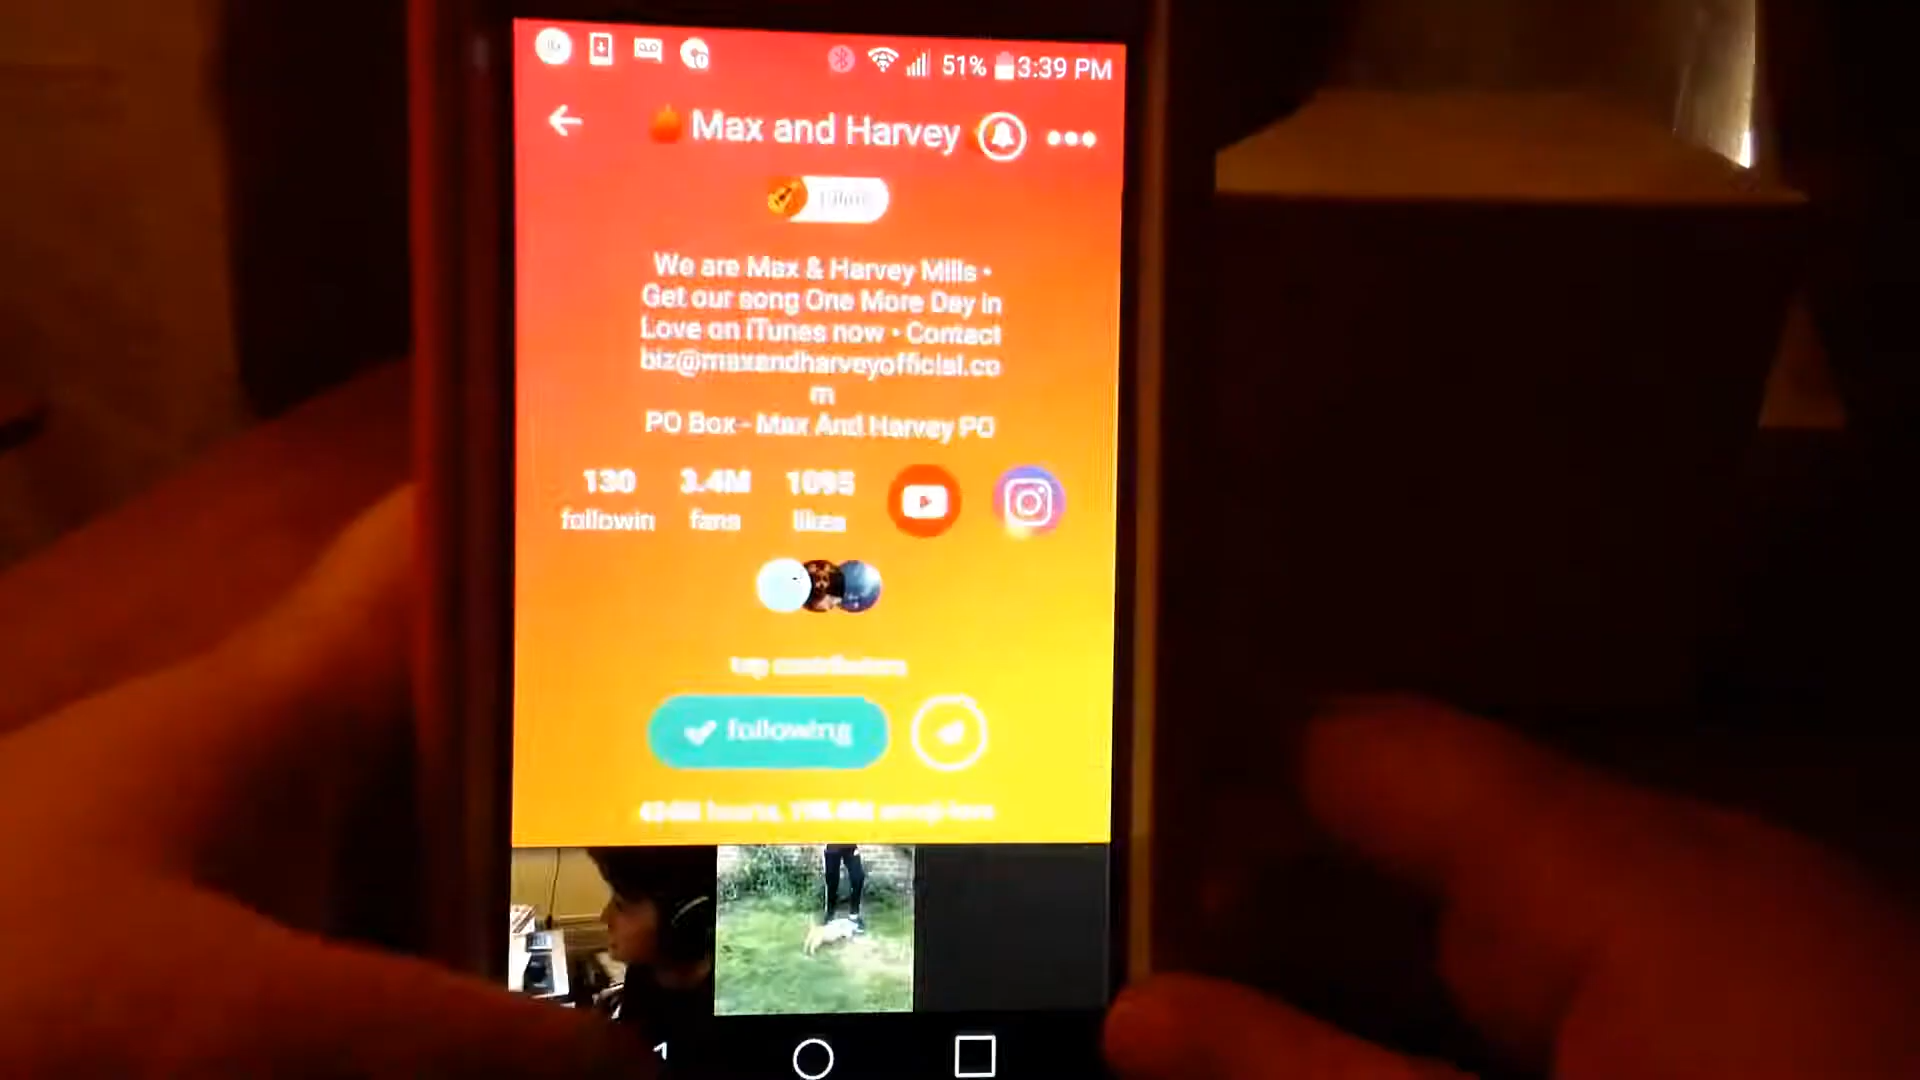 51% 3:39 PM
Max and Harvey
We are Max & Harvey Mills •
Get our song One More Day in
Love on iTunes now • Contact
biz@maxandharveyofficial.co
m
PO Box - Max And Harvey PO
130 3.4M 1095
followin fans likes
top contributors
following